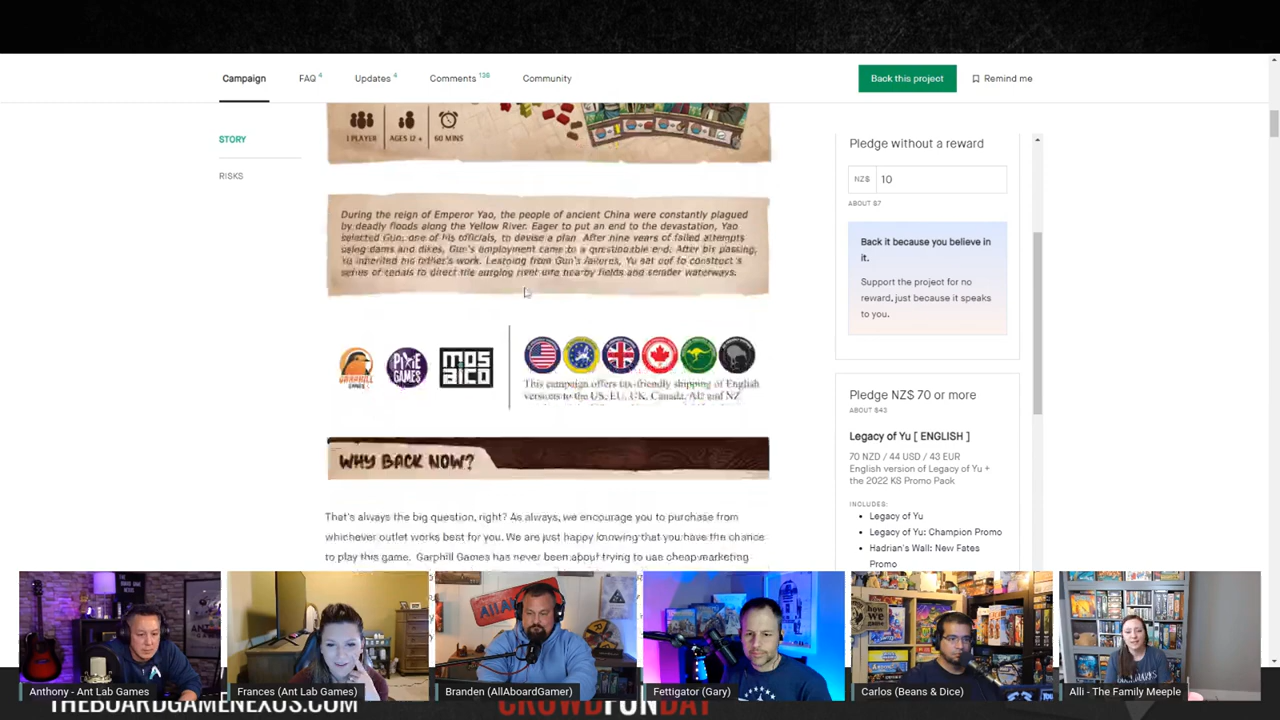 Campaign
FAQ 4
Updates 4
Comments 136
Community
Back this project
Remind me
STORY
RISKS
1 PLAYER
AGES 12+
60 MINS
During the reign of Emperor Yao, the people of ancient China were constantly plagued
by deadly floods along the Yellow River. Eager to put an end to the devastation, Yao
selected Gun, one of his officials, to devise a plan. After nine years of failed attempts
using dams and dikes, Gun's employment came to a questionable end. After his passing,
Yu inherited his father's work. Learning from Gun's failures, Yu set out to construct a
series of canals to direct the surging river into nearby fields and smaller waterways.
GARPHILL
GAMES
PIXIE
GAMES
MOS
AICO
This campaign offers tax-friendly shipping of English
versions to the US, EU, UK, Canada, AU and NZ
WHY BACK NOW?
That's always the big question, right? As always, we encourage you to purchase from
whichever outlet works best for you. We are just happy knowing that you have the chance
to play this game. Garphill Games has never been about trying to use cheap marketing
Pledge without a reward
NZ$ 10
ABOUT $7
Back it because you believe in
it.
Support the project for no
reward, just because it speaks
to you.
Pledge NZ$ 70 or more
ABOUT $43
Legacy of Yu [ ENGLISH ]
70 NZD / 44 USD / 43 EUR
English version of Legacy of Yu +
the 2022 KS Promo Pack
INCLUDES:
• Legacy of Yu
• Legacy of Yu: Champion Promo
• Hadrian's Wall: New Fates
Promo
how
we
game
Anthony - Ant Lab Games
Frances (Ant Lab Games)
Branden (AllAboardGamer)
Fettigator (Gary)
Carlos (Beans & Dice)
Alli - The Family Meeple
THEBOARDGAMENEXUS.COM
CROWDFUNDAY